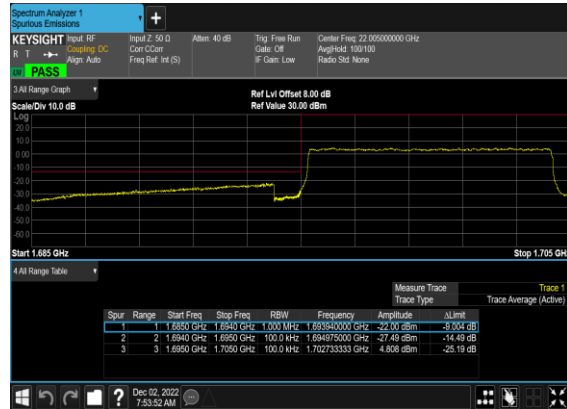 Spectrum Analyzer 1
Spurious Emissions
KEYSIGHT Input: RF Input Z: 50 Ω Atten: 40 dB Trig: Free Run Center Freq: 22.005000000 GHz
R T Coupling: DC Corr CCorr Gate: Off Avg|Hold: 100/100
Align: Auto Freq Ref: Int (S) IF Gain: Low Radio Std: None
PASS
3 All Range Graph
Ref Lvl Offset 8.00 dB
Scale/Div 10.0 dB Ref Value 30.00 dBm
Log
20.0
10.0
0.00
-10.0
-20.0
-30.0
-40.0
-50.0
-60.0
Start 1.685 GHz Stop 1.705 GH
4 All Range Table
Measure Trace Trace 1
Trace Type Trace Average (Active)
Spur Range Start Freq Stop Freq RBW Frequency Amplitude ΔLimit
1 1 1.6850 GHz 1.6940 GHz 1.000 MHz 1.693940000 GHz -22.00 dBm -9.004 dB
2 2 1.6940 GHz 1.6950 GHz 100.0 kHz 1.694975000 GHz -27.49 dBm -14.49 dB
3 3 1.6950 GHz 1.7050 GHz 100.0 kHz 1.702733333 GHz 4.808 dBm -25.19 dB
Dec 02, 2022
7:53:52 AM